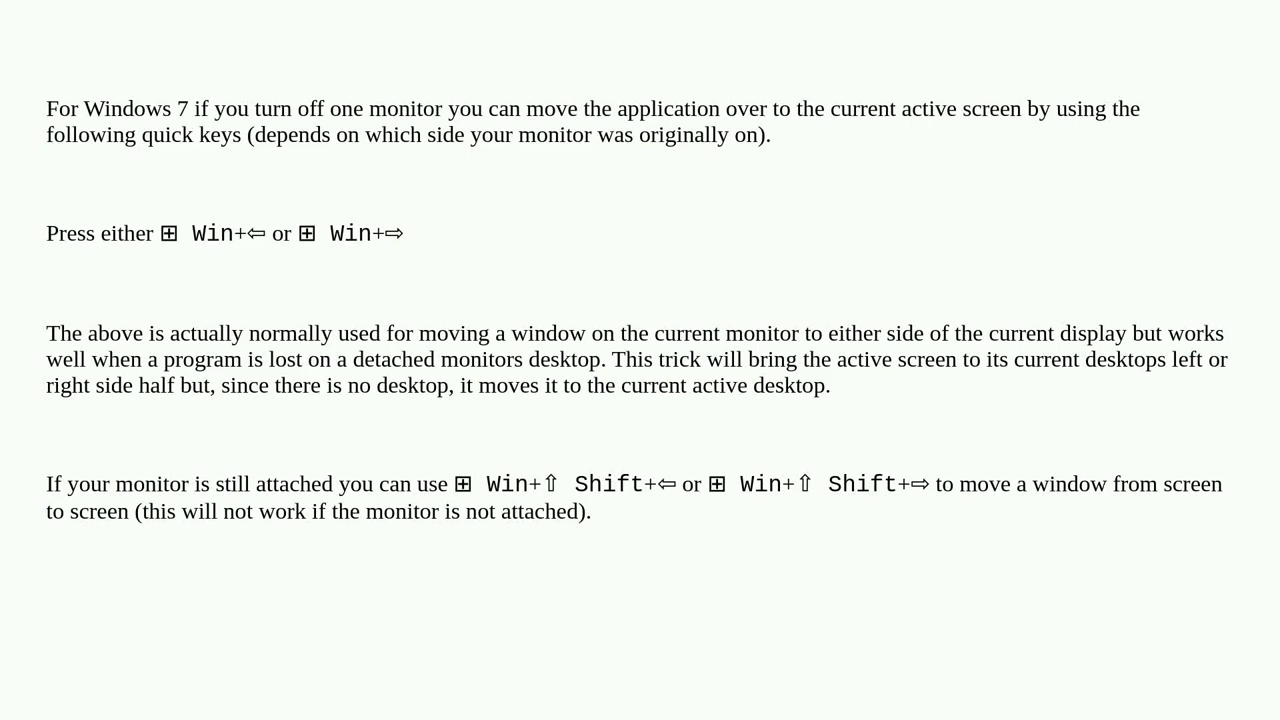 For Windows 7 if you turn off one monitor you can move the application over to the current active screen by using the
following quick keys (depends on which side your monitor was originally on).
Press either ⊞ Win+⇦ or ⊞ Win+⇨
The above is actually normally used for moving a window on the current monitor to either side of the current display but works
well when a program is lost on a detached monitors desktop. This trick will bring the active screen to its current desktops left or
right side half but, since there is no desktop, it moves it to the current active desktop.
If your monitor is still attached you can use ⊞ Win+⇧ Shift+⇦ or ⊞ Win+⇧ Shift+⇨ to move a window from screen
to screen (this will not work if the monitor is not attached).